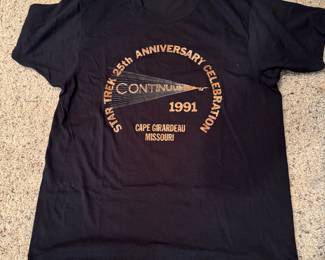 STAR TREK 25th ANNIVERSARY CELEBRATION
CONTINUUM
1991
CAPE GIRARDEAU
MISSOURI